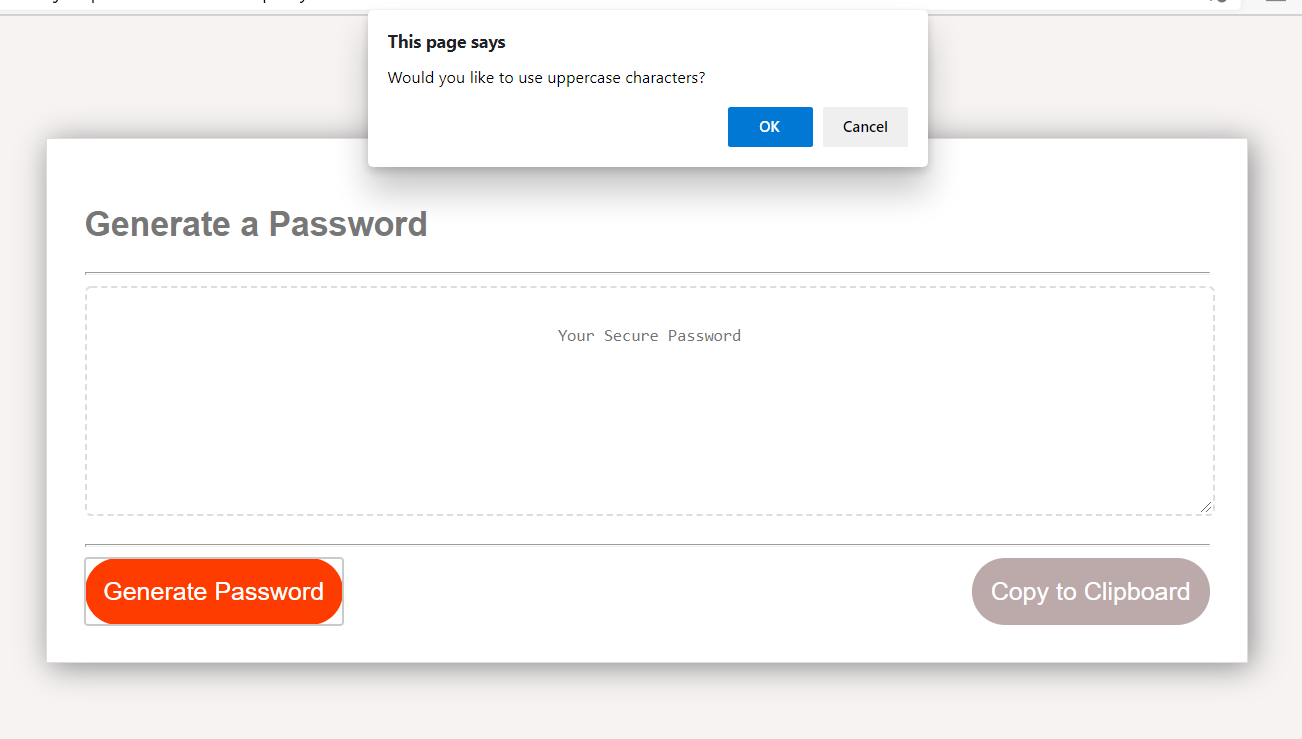 This page says
Would you like to use uppercase characters?
OK
Cancel
Generate a Password
Your Secure Password
Generate Password
Copy to Clipboard